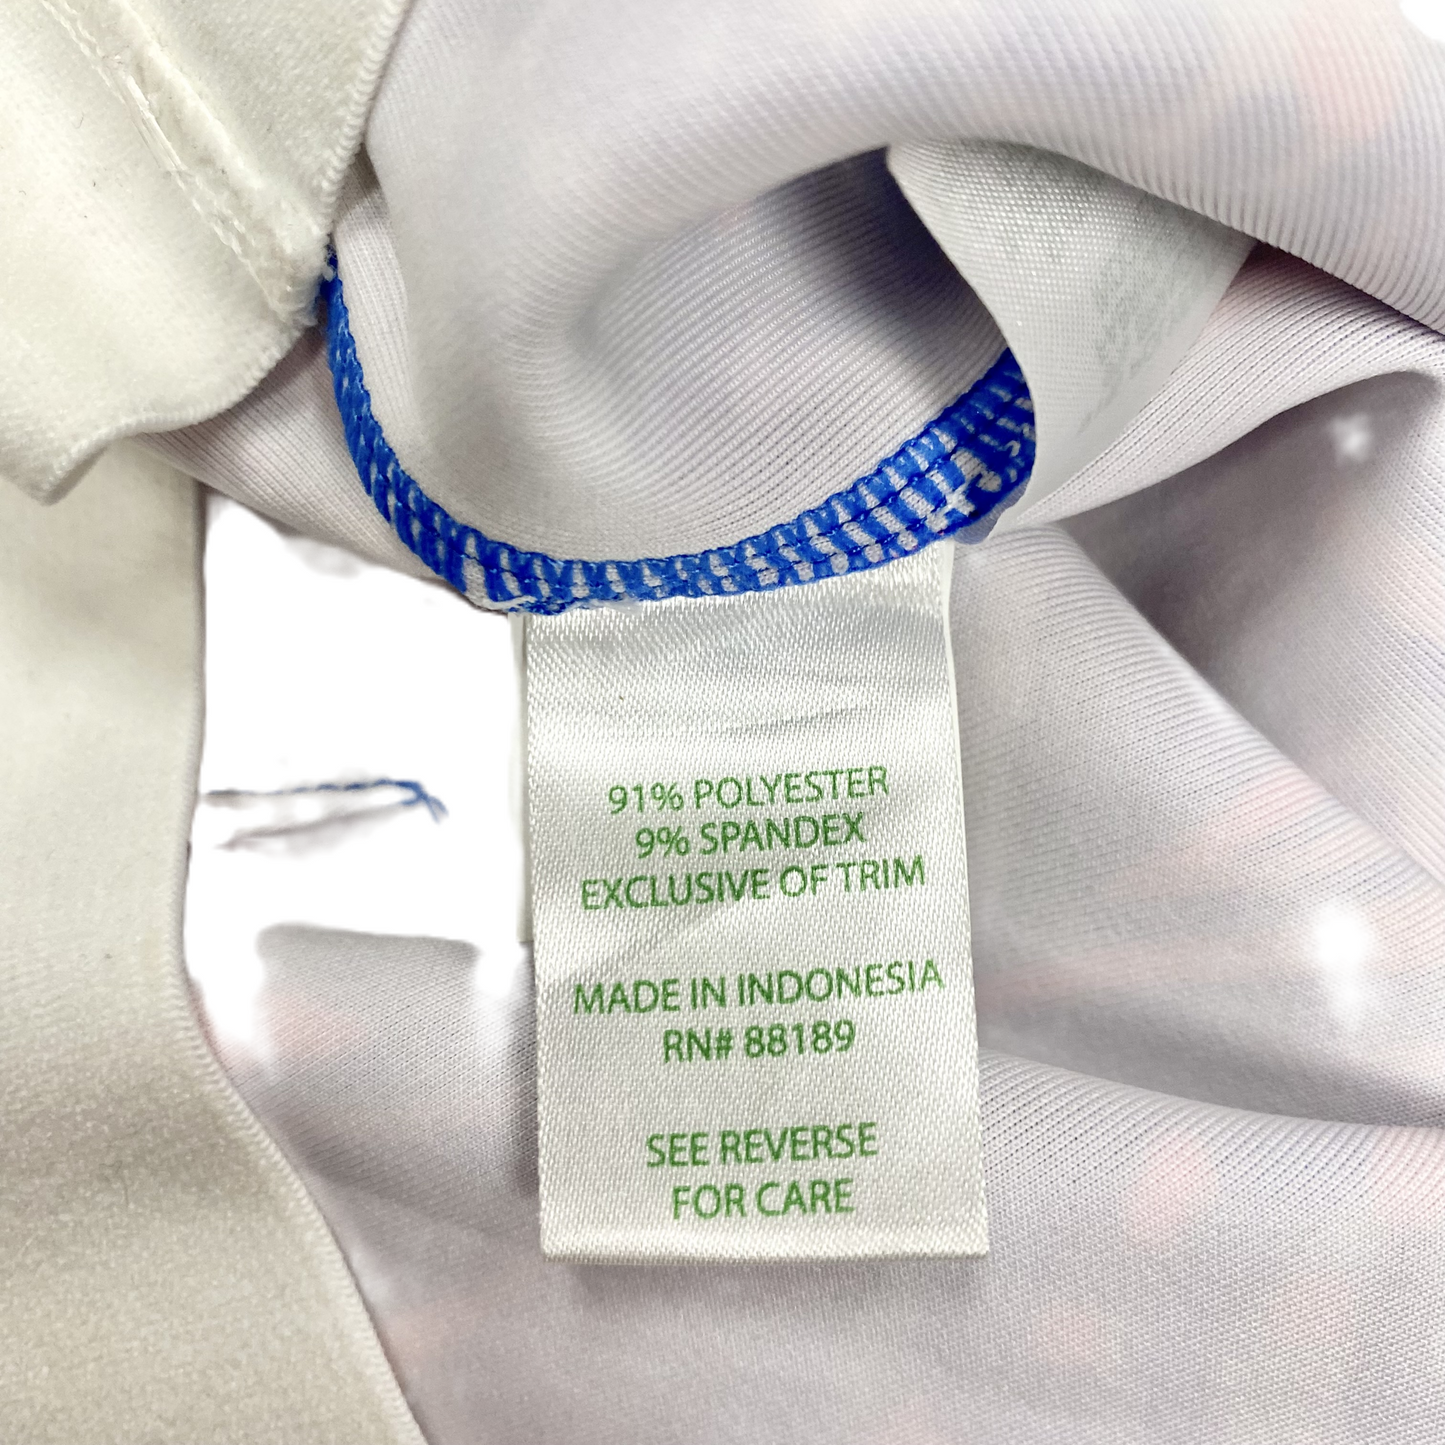 91% POLYESTER
9% SPANDEX
EXCLUSIVE OF TRIM
MADE IN INDONESIA
RN# 88189
SEE REVERSE
FOR CARE